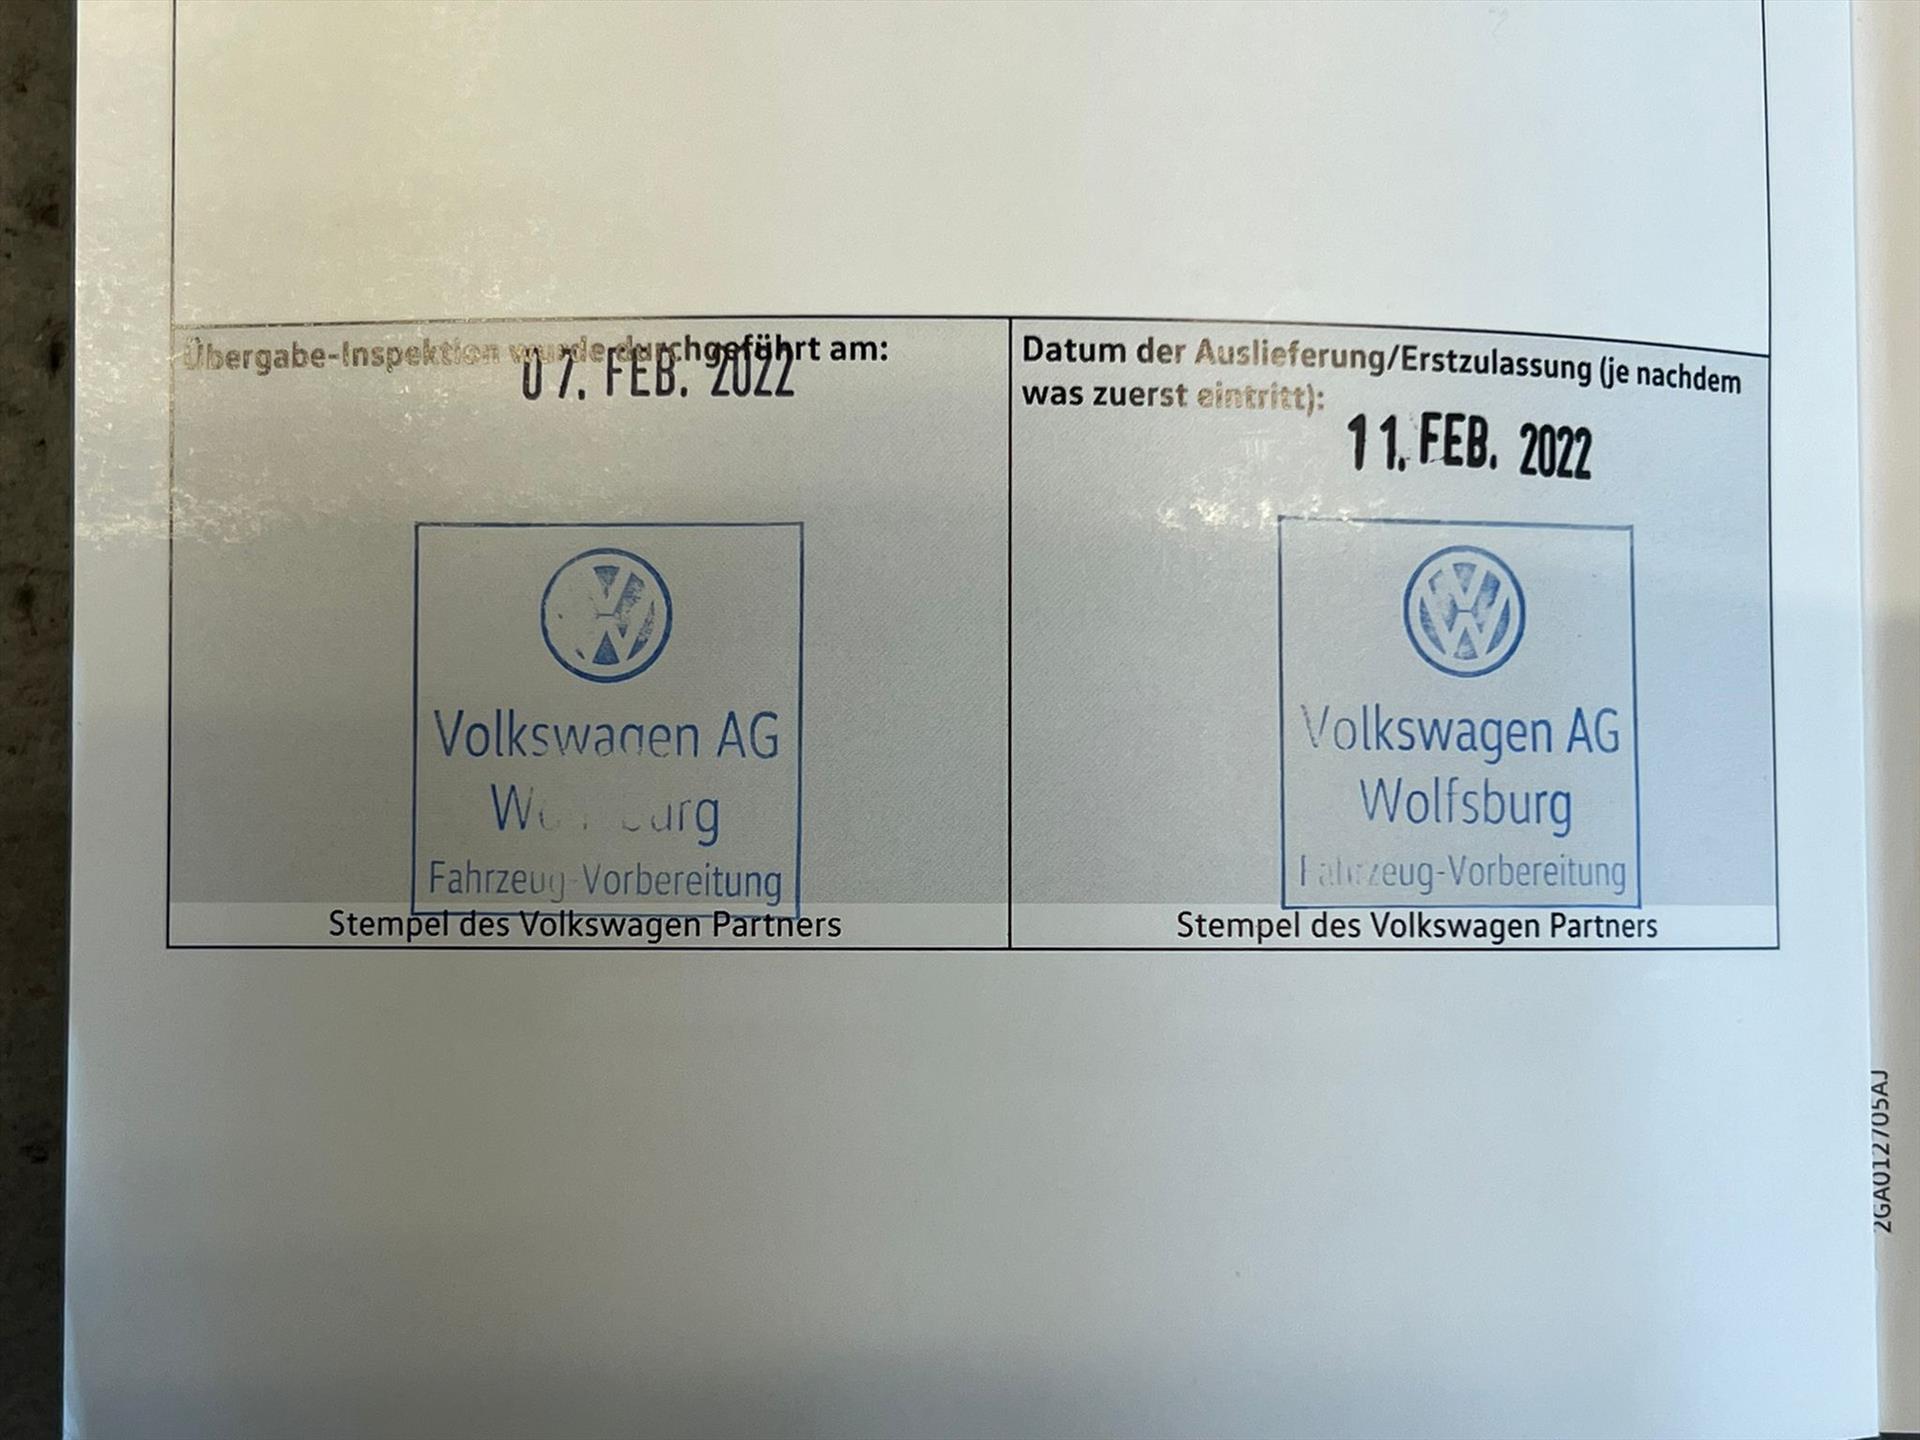 Übergabe-Inspektion wurde durchgeführt am:
07. FEB. 2022
Volkswagen AG
Fahrzeug-Vorbereitung
Stempel des Volkswagen Partners
Datum der Auslieferung/Erstzulassung (je nachdem
was zuerst eintritt):
11. FEB. 2022
Volkswagen AG
Wolfsburg
Fahrzeug-Vorbereitung
Stempel des Volkswagen Partners
2GA012705AJ